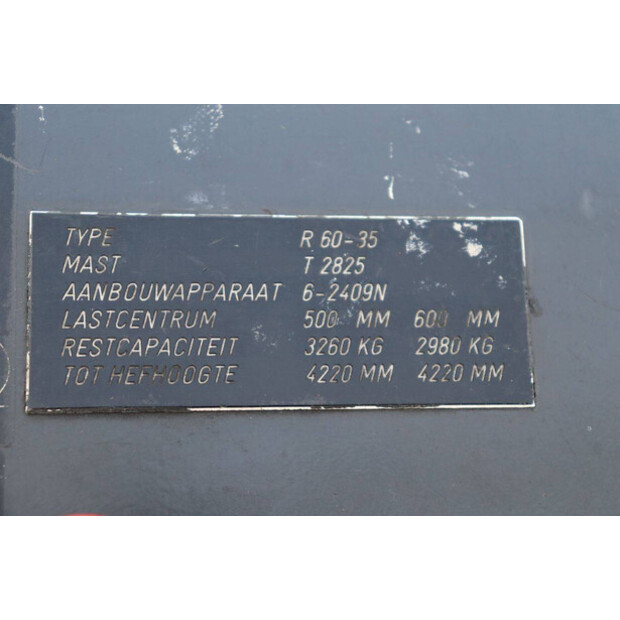 TYPE R 60-35
MAST T 2825
AANBOUWAPPARAAT 6-2409N
LASTCENTRUM 500 MM 600 MM
RESTCAPACITEIT 3260 KG 2980 KG
TOT HEFHOOGTE 4220 MM 4220 MM